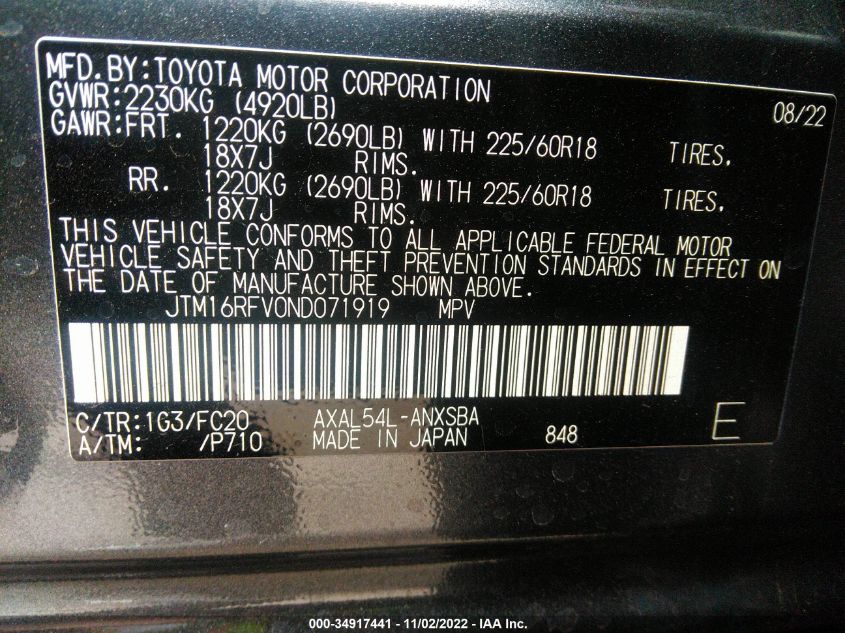 MFD.BY:TOYOTA MOTOR CORPORATION 08/22
GVWR:2230KG (4920LB)
GAWR:FRT. 1220KG (2690LB) WITH 225/60R18 TIRES.
18X7J RIMS.
RR. 1220KG (2690LB) WITH 225/60R18 TIRES.
18X7J RIMS.
THIS VEHICLE CONFORMS TO ALL APPLICABLE FEDERAL MOTOR
VEHICLE SAFETY AND THEFT PREVENTION STANDARDS IN EFFECT ON
THE DATE OF MANUFACTURE SHOWN ABOVE.
JTM16RFV0ND071919 MPV
C/TR:1G3/FC20 AXAL54L-ANXSBA
A/TM: /P710 MADE IN JAPAN 848 E
000-34917441 - 11/02/2022 - IAA Inc.